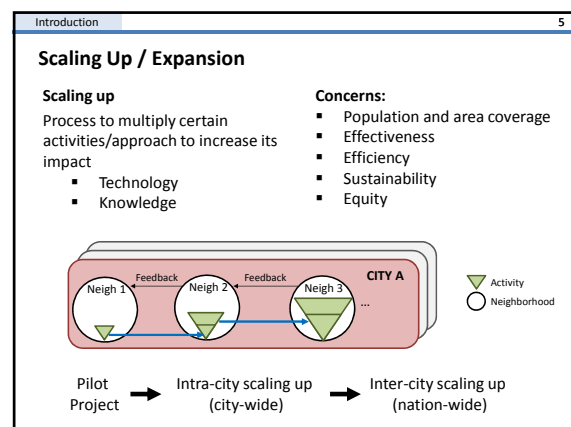 Introduction
5
Scaling Up / Expansion
Scaling up
Process to multiply certain
activities/approach to increase its
impact
▪ Technology
▪ Knowledge
Concerns:
▪ Population and area coverage
▪ Effectiveness
▪ Efficiency
▪ Sustainability
▪ Equity
CITY A
Neigh 1
Feedback
Neigh 2
Feedback
Neigh 3
...
Activity
Neighborhood
Pilot
Project
Intra-city scaling up
(city-wide)
Inter-city scaling up
(nation-wide)